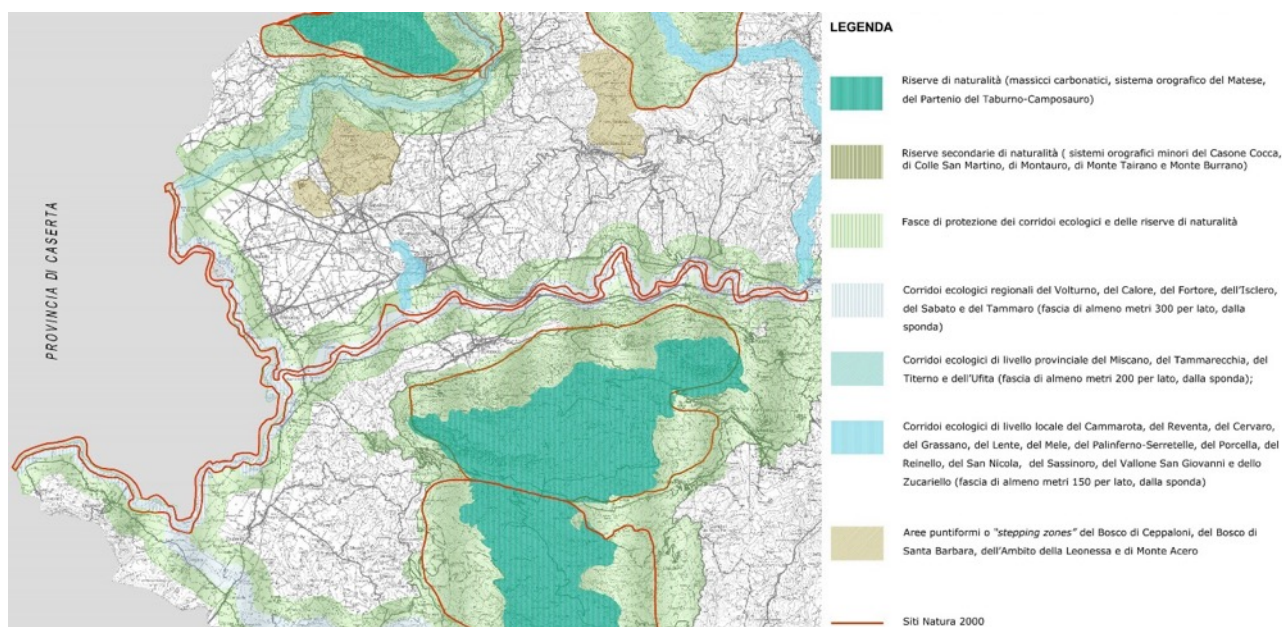 PROVINCIA DI CASERTA
LEGENDA
Riserve di naturalità (massicci carbonatici, sistema orografico del Matese,
del Partenio del Taburno-Camposauro)
Riserve secondarie di naturalità ( sistemi orografici minori del Casone Cocca,
di Colle San Martino, di Montauro, di Monte Tairano e Monte Burrano)
Fasce di protezione dei corridoi ecologici e delle riserve di naturalità
Corridoi ecologici regionali del Volturno, del Calore, del Fortore, dell'Isclero,
del Sabato e del Tammaro (fascia di almeno metri 300 per lato, dalla
sponda)
Corridoi ecologici di livello provinciale del Miscano, del Tammarecchia, del
Titerno e dell'Ufita (fascia di almeno metri 200 per lato, dalla sponda);
Corridoi ecologici di livello locale del Cammarota, del Reventa, del Cervaro,
del Grassano, del Lente, del Mele, del Palinferno-Serretelle, del Porcella, del
Reinello, del San Nicola, del Sassinoro, del Vallone San Giovanni e dello
Zucariello (fascia di almeno metri 150 per lato, dalla sponda)
Aree puntiformi o "stepping zones" del Bosco di Ceppaloni, del Bosco di
Santa Barbara, dell'Ambito della Leonessa e di Monte Acero
Siti Natura 2000